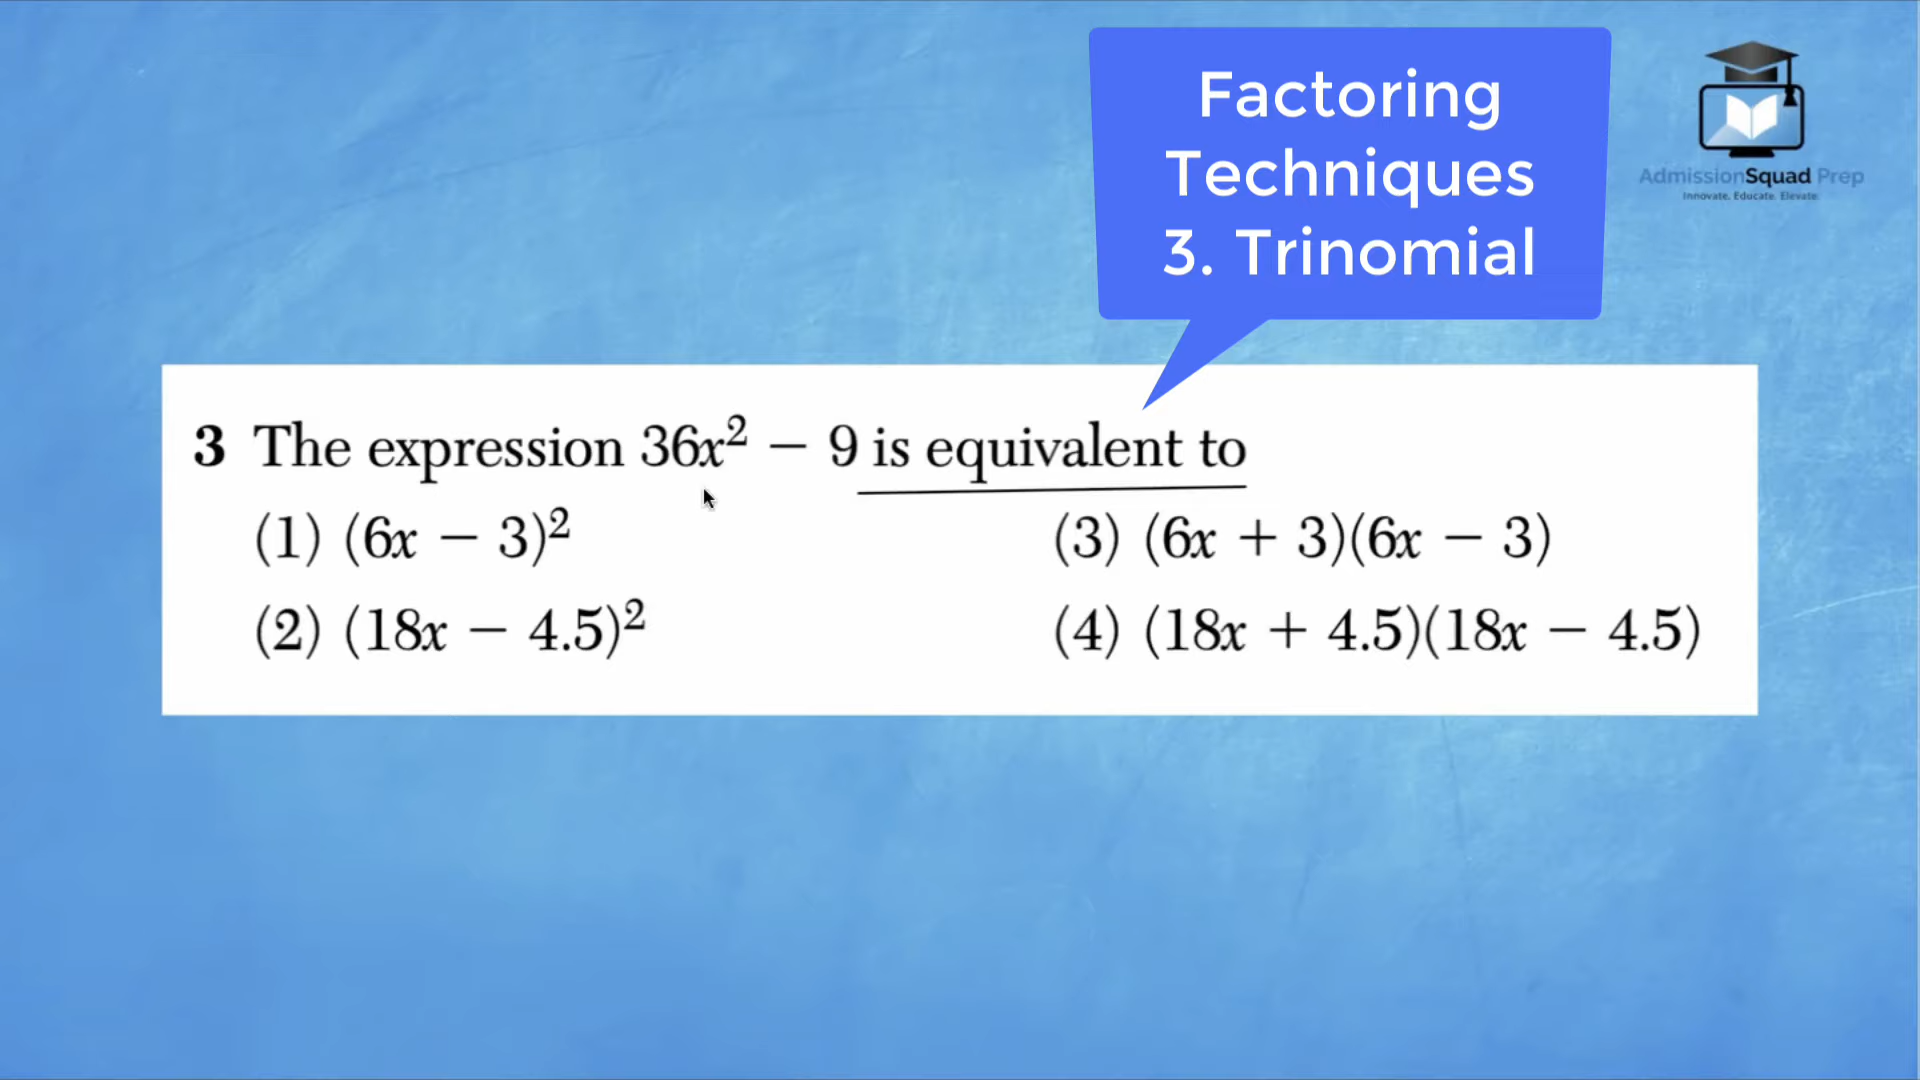 Factoring
Techniques
3. Trinomial
AdmissionSquad Prep
Innovate. Educate. Elevate.
3 The expression 36x² − 9 is equivalent to
(1) (6x − 3)²
(3) (6x + 3)(6x − 3)
(2) (18x − 4.5)²
(4) (18x + 4.5)(18x − 4.5)